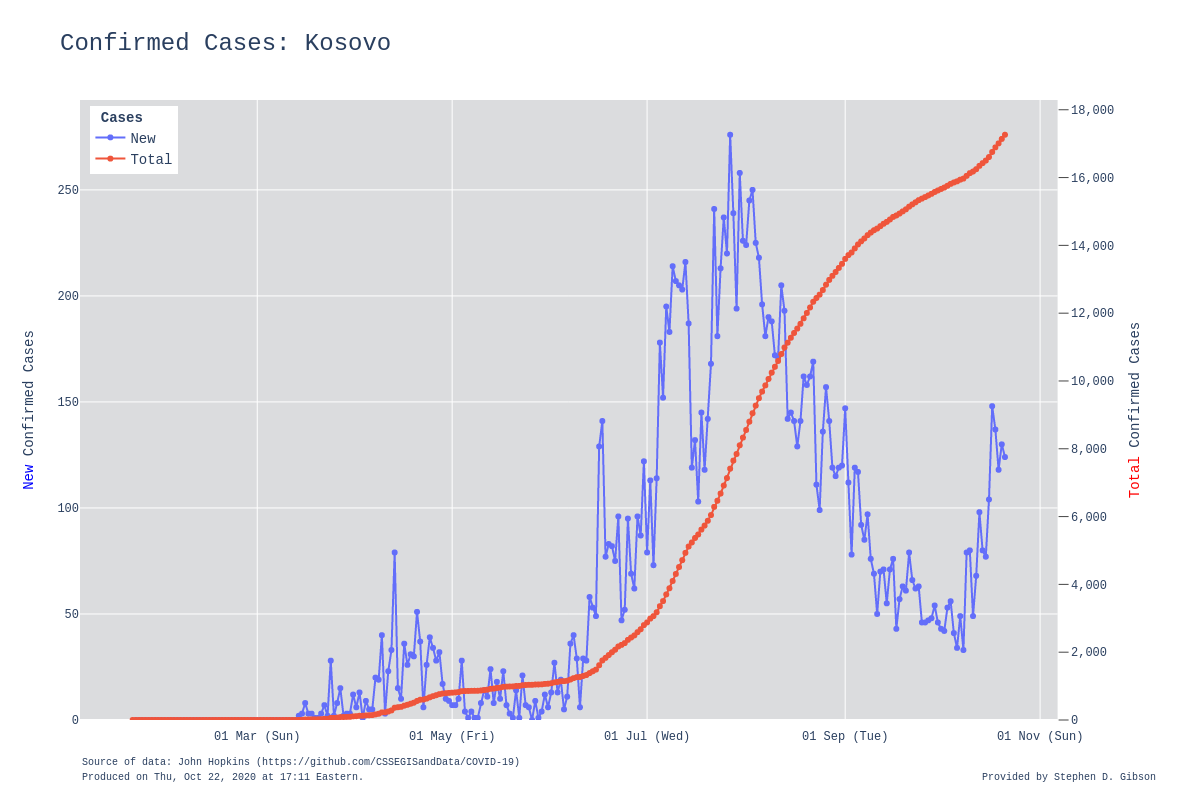 Confirmed Cases: Kosovo
Cases
New
Total
250
200
150
100
50
0
18,000
16,000
14,000
12,000
10,000
8,000
6,000
4,000
2,000
0
New Confirmed Cases
Total Confirmed Cases
01 Mar (Sun)
01 May (Fri)
01 Jul (Wed)
01 Sep (Tue)
01 Nov (Sun)
Source of data: John Hopkins (https://github.com/CSSEGISandData/COVID-19)
Produced on Thu, Oct 22, 2020 at 17:11 Eastern.
Provided by Stephen D. Gibson